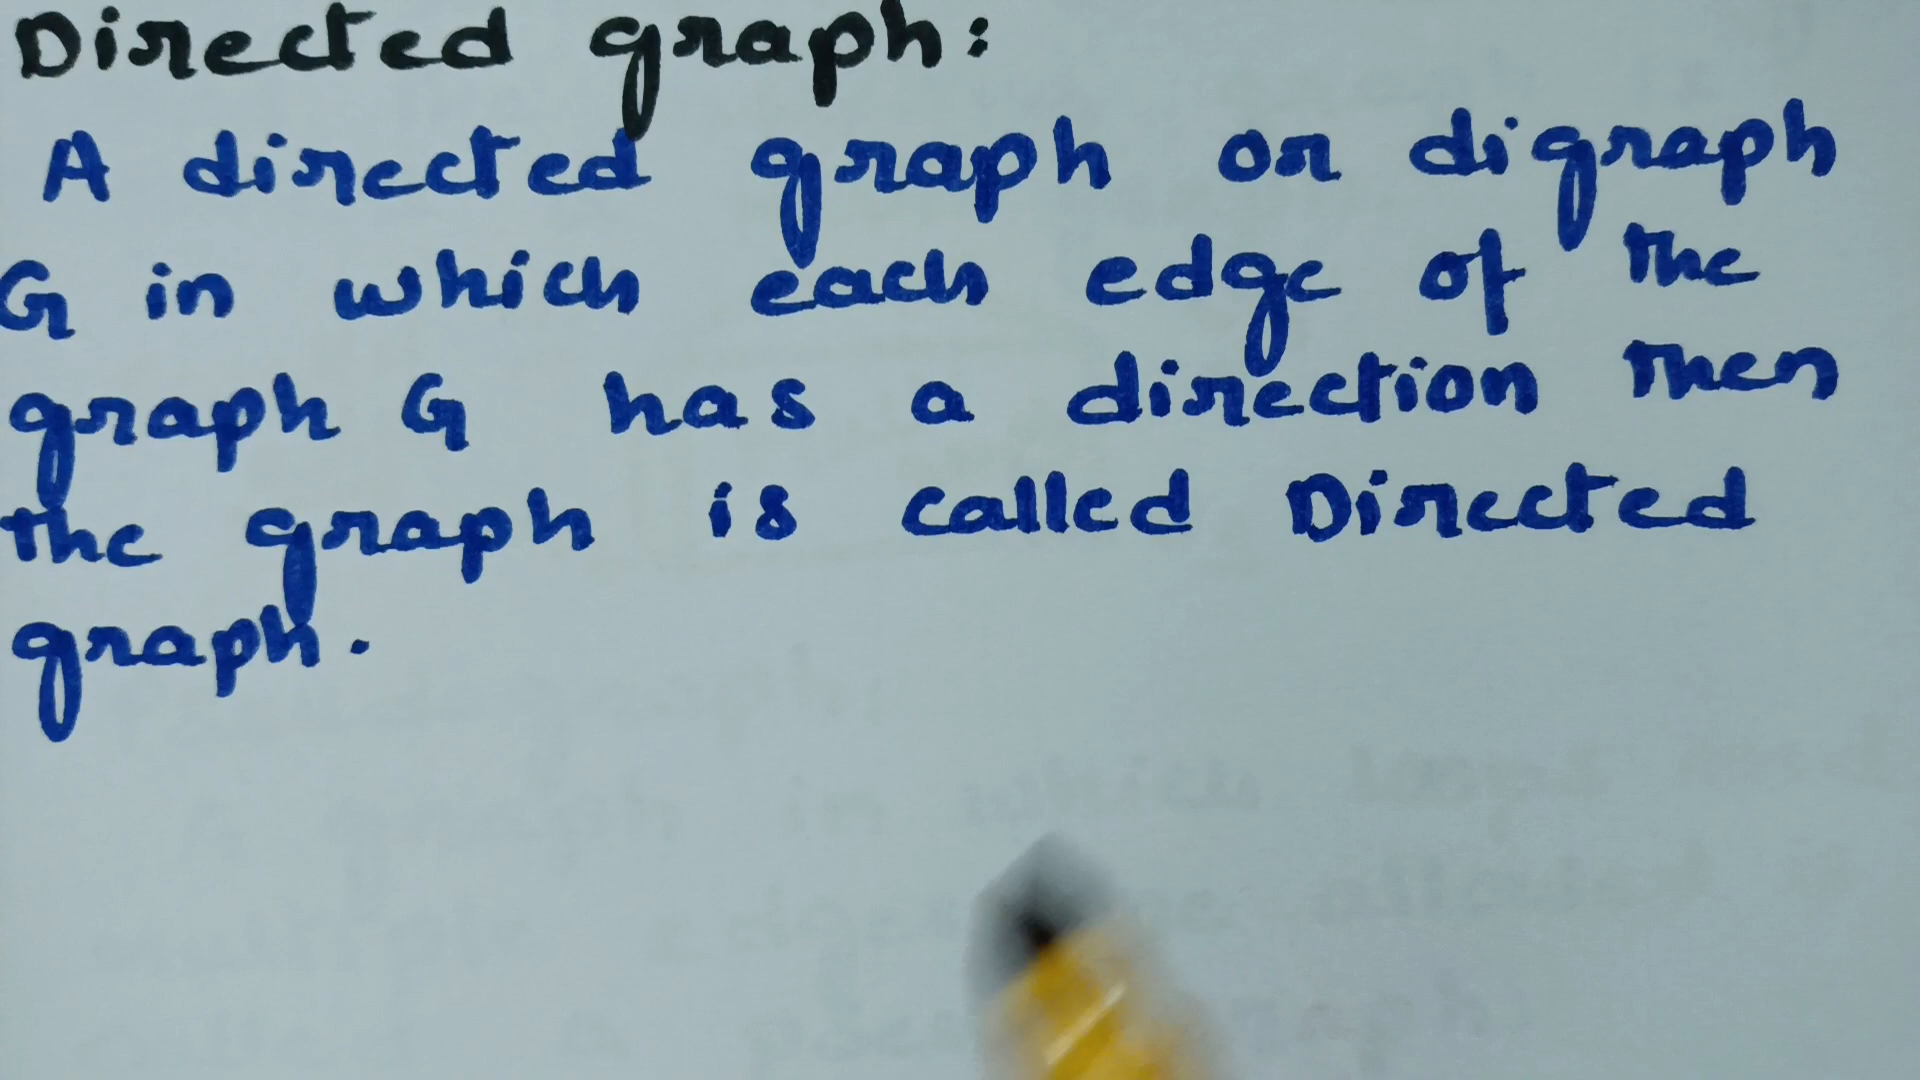 Directed graph:
A directed graph or digraph
G in which each edge of the
graph G has a direction then
the graph is called Directed
graph.